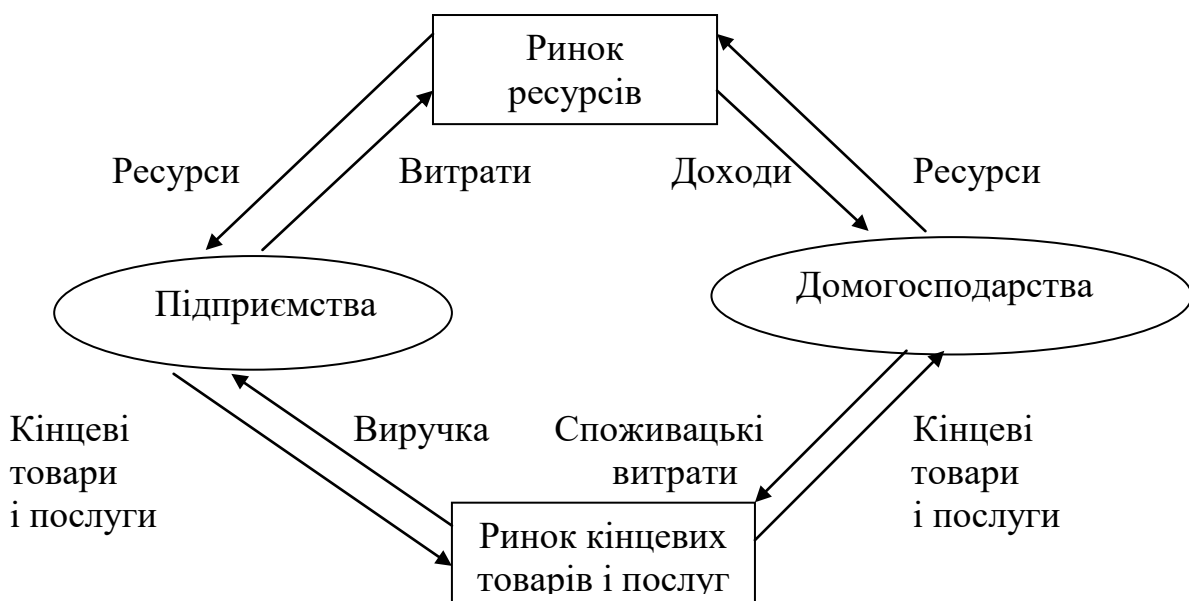 Ринок
ресурсів
Ресурси
Витрати
Доходи
Ресурси
Підприємства
Домогосподарства
Кінцеві
товари
і послуги
Виручка
Споживацькі
витрати
Кінцеві
товари
і послуги
Ринок кінцевих
товарів і послуг